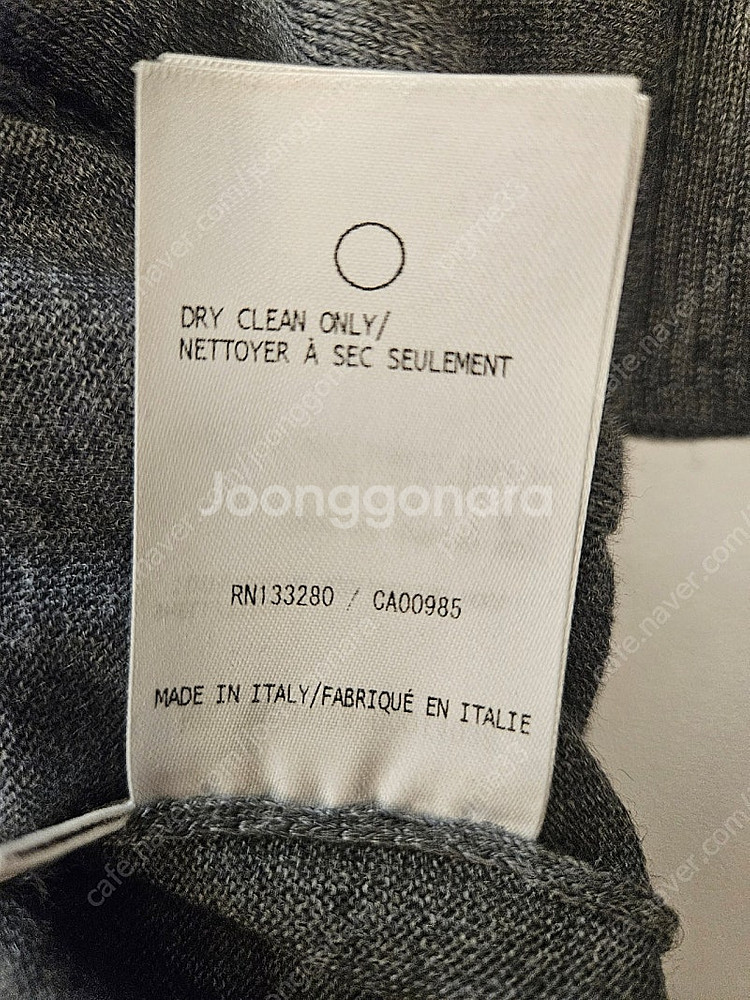 DRY CLEAN ONLY/
NETTOYER À SEC SEULEMENT
Joonggonara
RN133280 / CA00985
MADE IN ITALY/FABRIQUÉ EN ITALIE